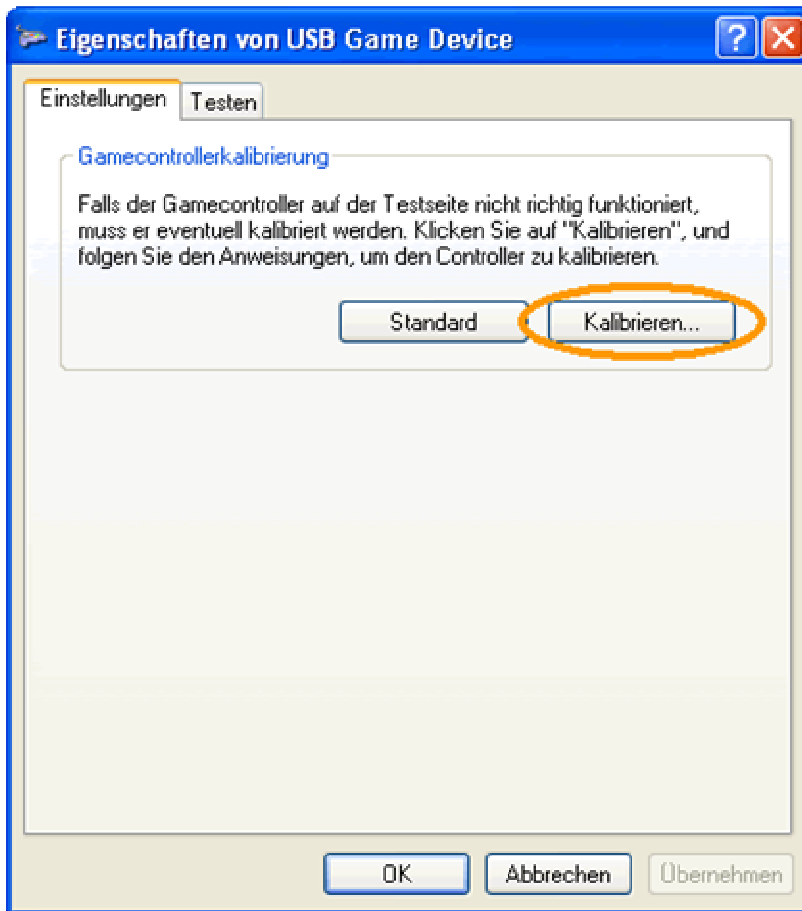 Eigenschaften von USB Game Device
?
Einstellungen
Testen
Gamecontrollerkalibrierung
Falls der Gamecontroller auf der Testseite nicht richtig funktioniert,
muss er eventuell kalibriert werden. Klicken Sie auf "Kalibrieren", und
folgen Sie den Anweisungen, um den Controller zu kalibrieren.
Standard
Kalibrieren...
OK
Abbrechen
Übernehmen